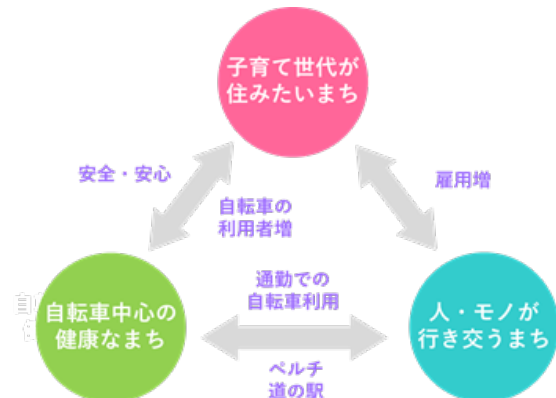 子育て世代が
住みたいまち
安全・安心
自転車の
利用者増
雇用増
自転車中心の
健康なまち
通勤での
自転車利用
ペルチ
道の駅
人・モノが
行き交うまち